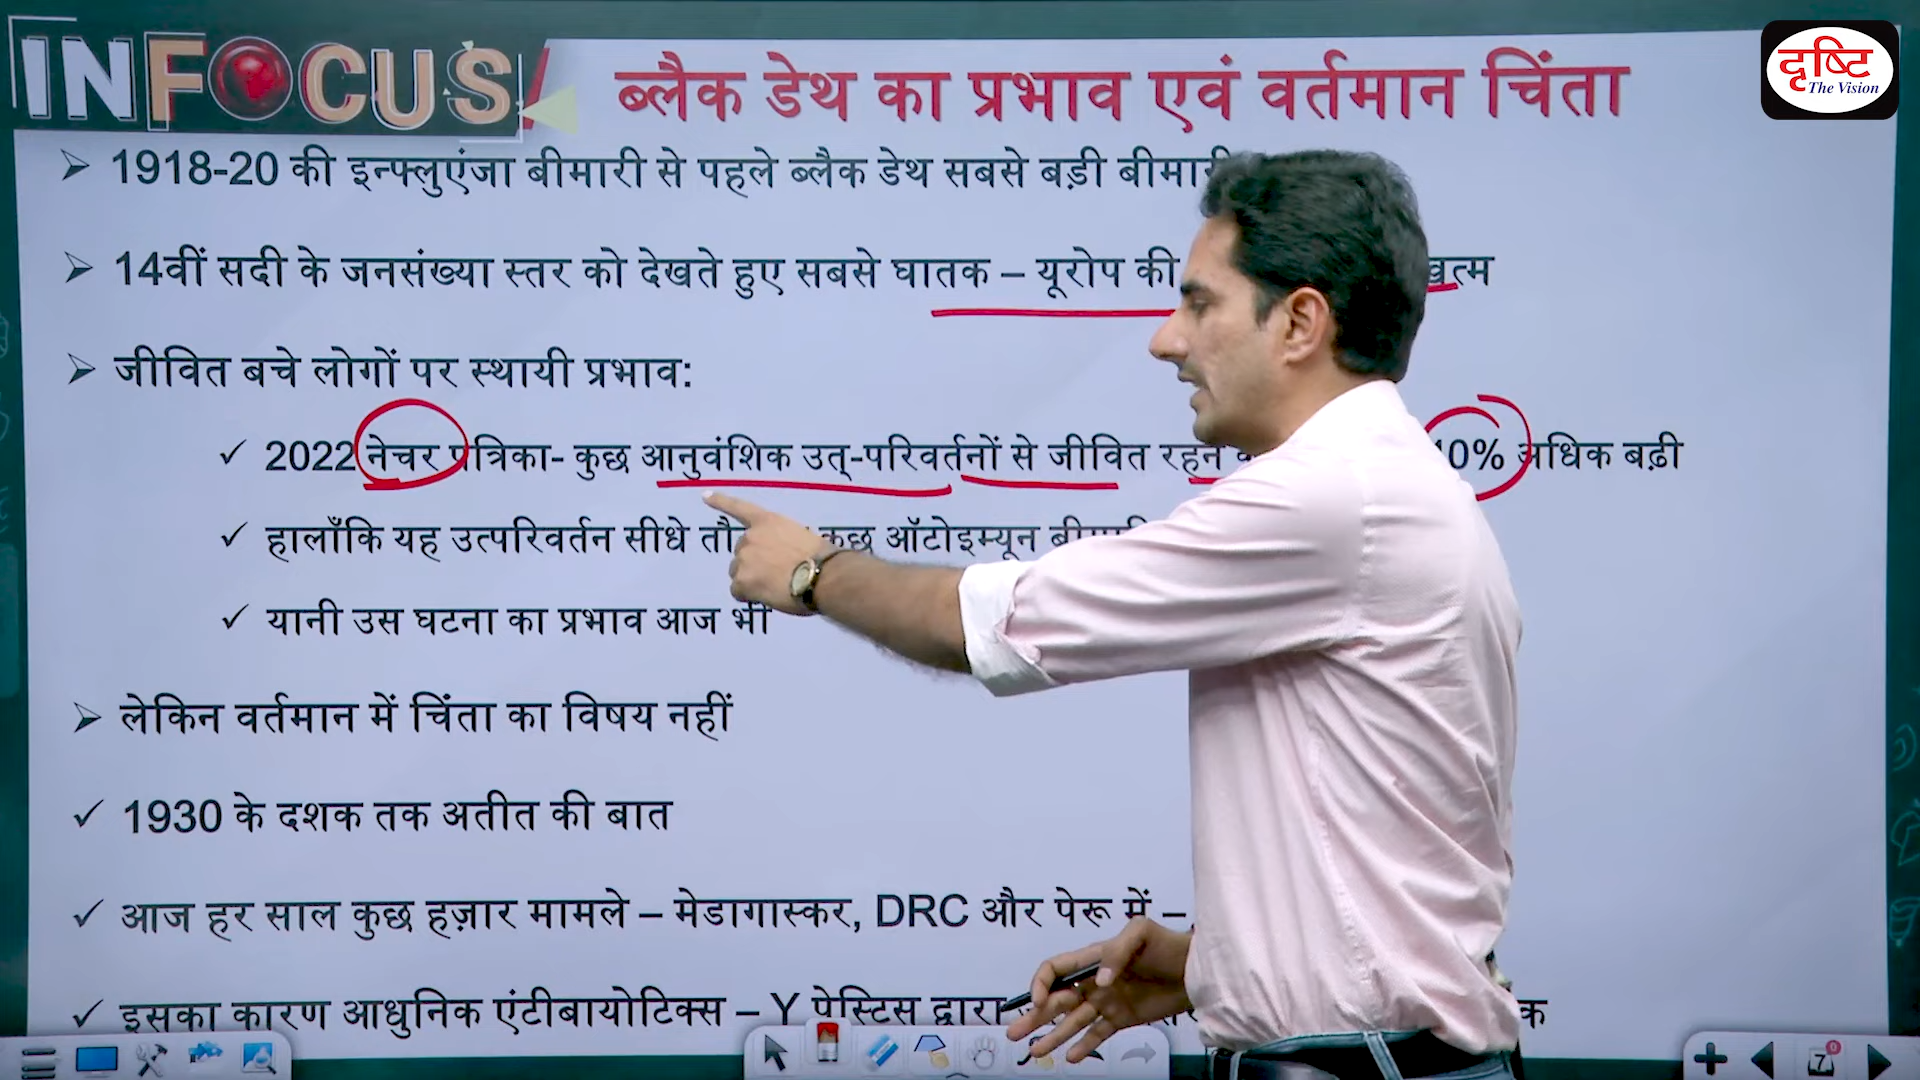 INFOCUS
ब्लैक डेथ का प्रभाव एवं वर्तमान चिंता
दृष्टि
The Vision
➢ 1918-20 की इन्फ्लुएंजा बीमारी से पहले ब्लैक डेथ सबसे बड़ी
➢ 14वीं सदी के जनसंख्या स्तर को देखते हुए सबसे घातक – यूरोप की खत्म
➢ जीवित बचे लोगों पर स्थायी प्रभाव:
✓ 2022 नेचर पत्रिका- कुछ आनुवंशिक उत्-परिवर्तनों से जीवित रहने 10% अधिक बढ़ी
✓ हालाँकि यह उत्परिवर्तन सीधे कुछ ऑटोइम्यून
✓ यानी उस घटना का प्रभाव आज भी
➢ लेकिन वर्तमान में चिंता का विषय नहीं
✓ 1930 के दशक तक अतीत की बात
✓ आज हर साल कुछ हज़ार मामले – मेडागास्कर, DRC और पेरू में –
✓ इसका कारण आधुनिक एंटीबायोटिक्स – Y पेस्टिस द्वारा
7
0